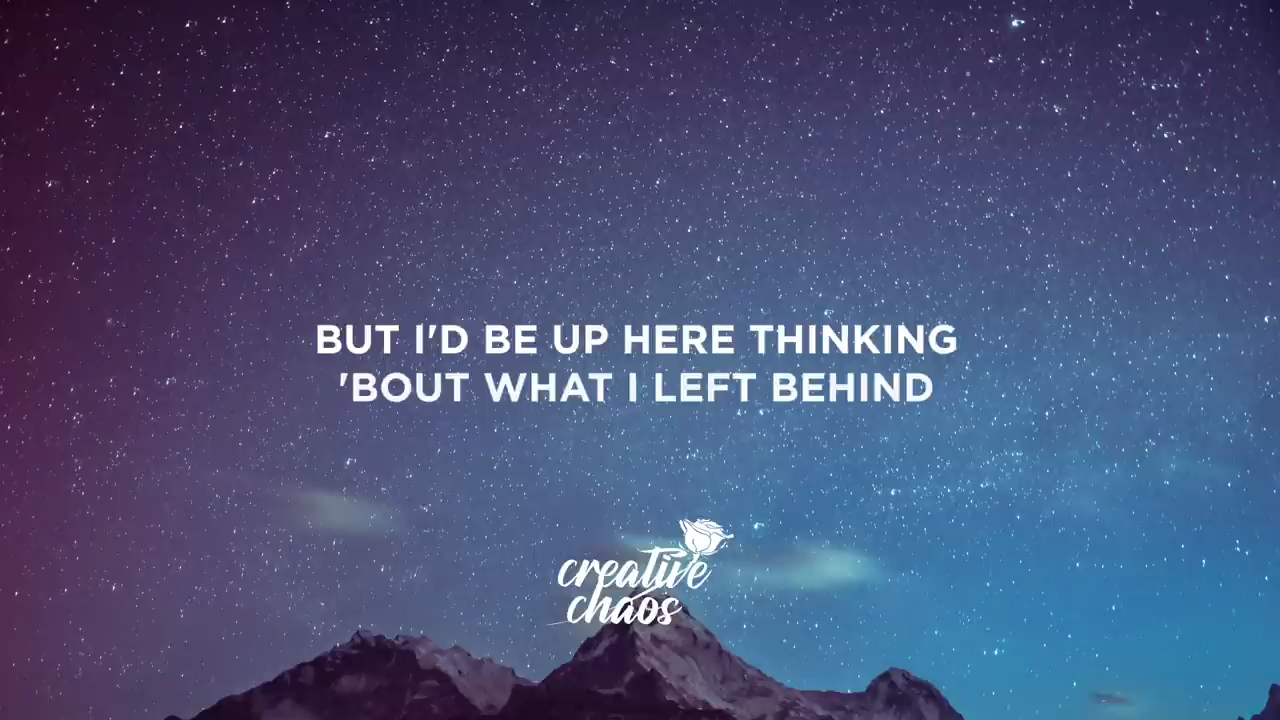 BUT I'D BE UP HERE THINKING
'BOUT WHAT I LEFT BEHIND
creative
chaos